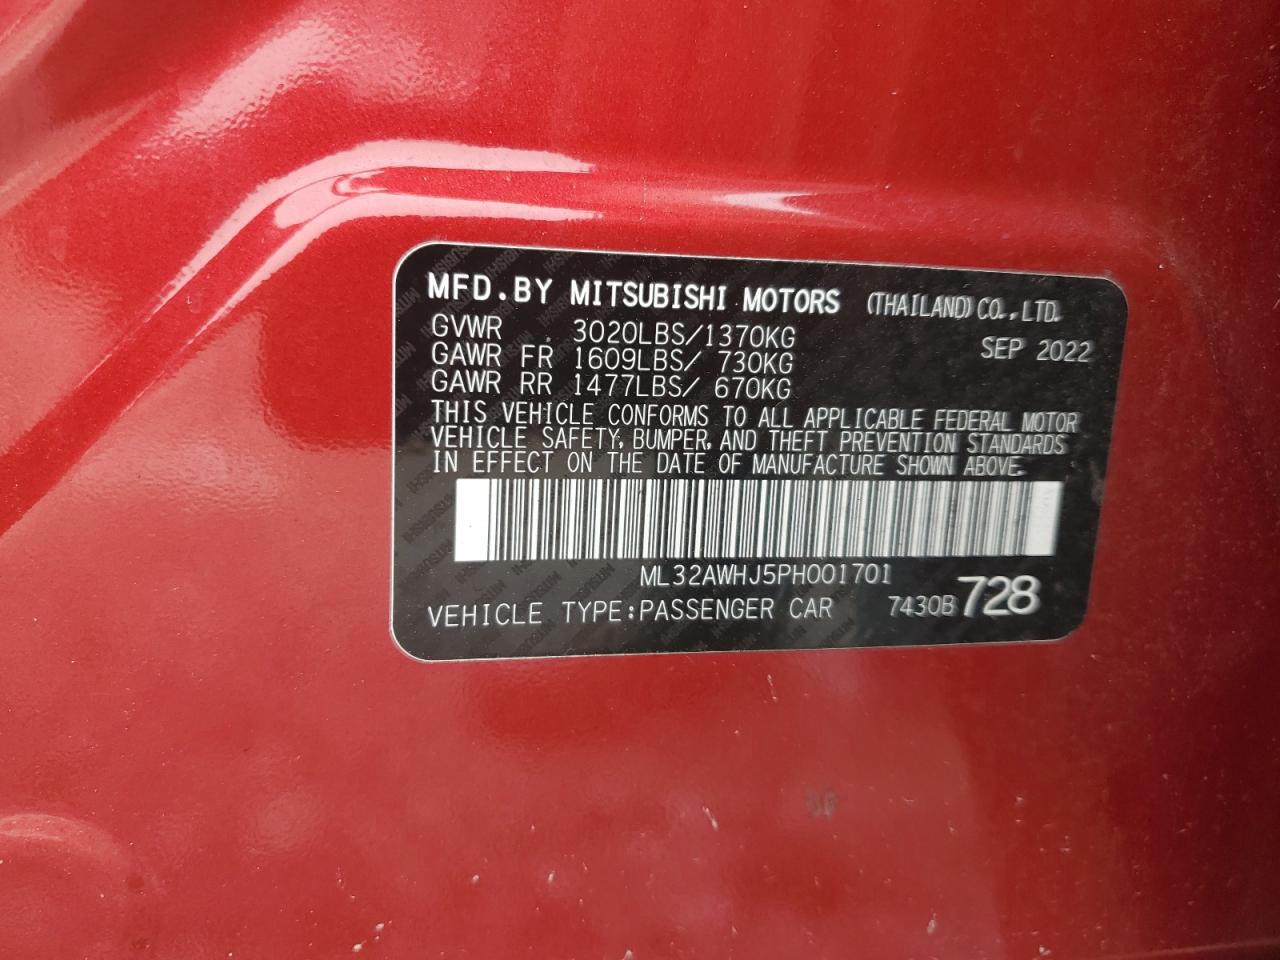 MFD.BY MITSUBISHI MOTORS (THAILAND) CO.,LTD.
GVWR 3020LBS/1370KG SEP 2022
GAWR FR 1609LBS/ 730KG
GAWR RR 1477LBS/ 670KG
THIS VEHICLE CONFORMS TO ALL APPLICABLE FEDERAL MOTOR
VEHICLE SAFETY, BUMPER, AND THEFT PREVENTION STANDARDS
IN EFFECT ON THE DATE OF MANUFACTURE SHOWN ABOVE.
ML32AWHJ5PH001701
VEHICLE TYPE:PASSENGER CAR 7430B 728